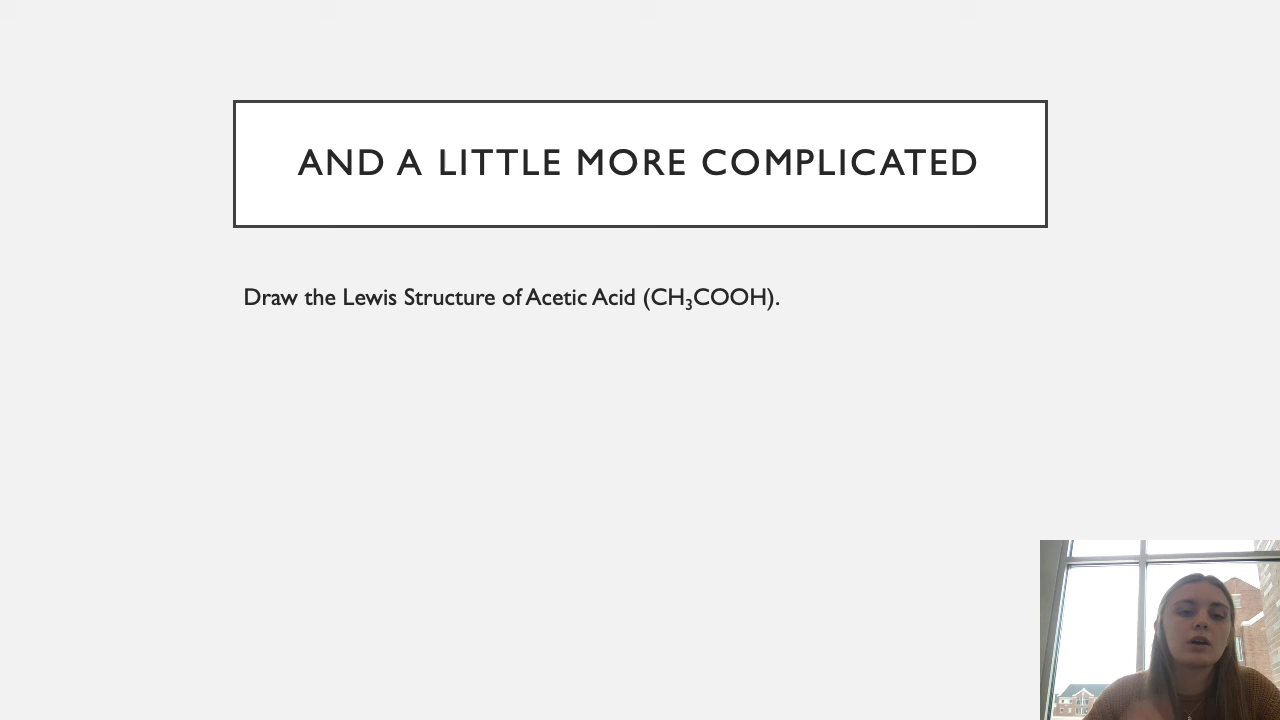 AND A LITTLE MORE COMPLICATED
Draw the Lewis Structure of Acetic Acid (CH₃COOH).